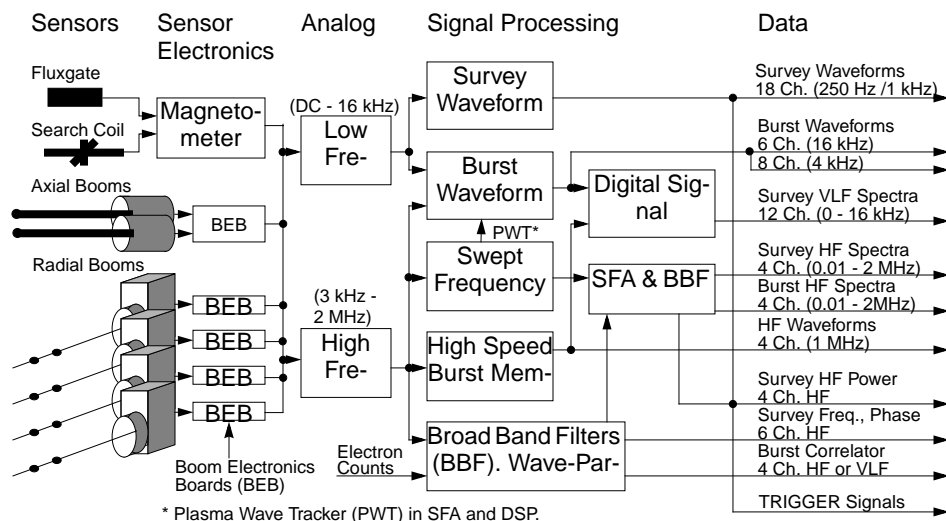 Sensors
Sensor
Electronics
Analog
Signal Processing
Data
Fluxgate
Search Coil
Magneto-
meter
Axial Booms
BEB
Radial Booms
BEB
BEB
BEB
BEB
Boom Electronics
Boards (BEB)
(DC - 16 kHz)
Low
Fre-
(3 kHz -
2 MHz)
High
Fre-
Electron
Counts
Survey
Waveform
Burst
Waveform
PWT*
Swept
Frequency
High Speed
Burst Mem-
Broad Band Filters
(BBF). Wave-Par-
Digital Sig-
nal
SFA & BBF
Survey Waveforms
18 Ch. (250 Hz /1 kHz)
Burst Waveforms
6 Ch. (16 kHz)
8 Ch. (4 kHz)
Survey VLF Spectra
12 Ch. (0 - 16 kHz)
Survey HF Spectra
4 Ch. (0.01 - 2 MHz)
Burst HF Spectra
4 Ch. (0.01 - 2MHz)
HF Waveforms
4 Ch. (1 MHz)
Survey HF Power
4 Ch. HF
Survey Freq., Phase
6 Ch. HF
Burst Correlator
4 Ch. HF or VLF
TRIGGER Signals
* Plasma Wave Tracker (PWT) in SFA and DSP.